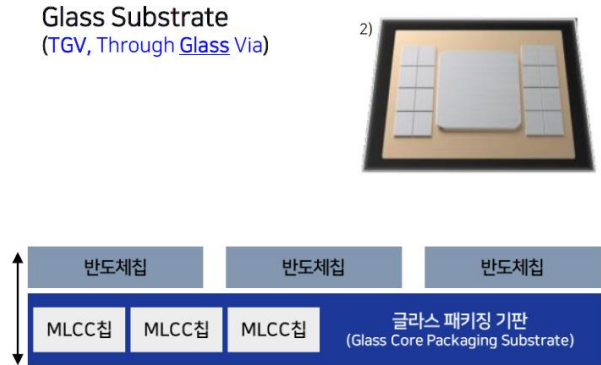 Glass Substrate
(TGV, Through Glass Via)
2)
반도체칩
반도체칩
반도체칩
MLCC칩
MLCC칩
MLCC칩
글라스 패키징 기판
(Glass Core Packaging Substrate)